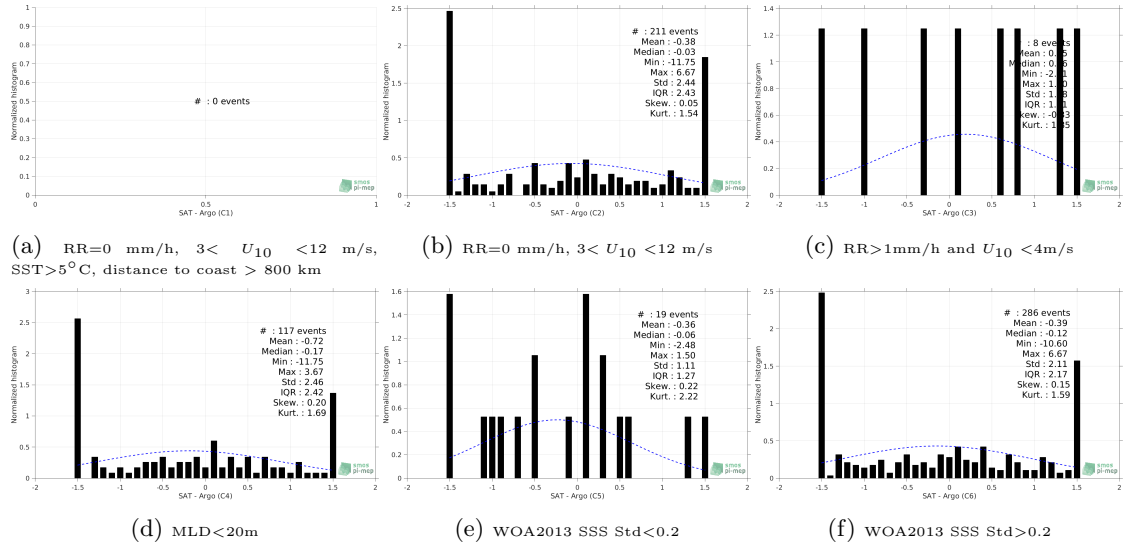 Normalized histogram
1
0.9
0.8
0.7
0.6
0.5
0.4
0.3
0.2
0.1
0
# : 0 events
0 0.5 1
SAT - Argo (C1)
smos
pi-mep
(a) RR=0 mm/h, 3< U10 <12 m/s,
SST>5°C, distance to coast > 800 km
Normalized histogram
2.5
2
1.5
1
0.5
0
# : 211 events
Mean : -0.38
Median : -0.03
Min : -11.75
Max : 6.67
Std : 2.44
IQR : 2.43
Skew. : 0.05
Kurt. : 1.54
-2 -1.5 -1 -0.5 0 0.5 1 1.5 2
SAT - Argo (C2)
smos
pi-mep
(b) RR=0 mm/h, 3< U10 <12 m/s
Normalized histogram
1.4
1.2
1
0.8
0.6
0.4
0.2
0
: 8 events
Mean :
Median :
Min :
Max :
Std :
IQR :
Kurt. :
-2 -1.5 -1 -0.5 0 0.5 1 1.5 2
SAT - Argo (C3)
smos
pi-mep
(c) RR>1mm/h and U10 <4m/s
Normalized histogram
3
2.5
2
1.5
1
0.5
0
# : 117 events
Mean : -0.72
Median : -0.17
Min : -11.75
Max : 3.67
Std : 2.46
IQR : 2.42
Skew. : 0.20
Kurt. : 1.69
-2 -1.5 -1 -0.5 0 0.5 1 1.5 2
SAT - Argo (C4)
smos
pi-mep
(d) MLD<20m
Normalized histogram
1.6
1.4
1.2
1
0.8
0.6
0.4
0.2
0
# : 19 events
Mean : -0.36
Median : -0.06
Min : -2.48
Max : 1.50
Std : 1.11
IQR : 1.27
Skew. : 0.22
Kurt. : 2.22
-2 -1.5 -1 -0.5 0 0.5 1 1.5 2
SAT - Argo (C5)
smos
pi-mep
(e) WOA2013 SSS Std<0.2
Normalized histogram
2.5
2
1.5
1
0.5
0
# : 286 events
Mean : -0.39
Median : -0.12
Min : -10.60
Max : 6.67
Std : 2.11
IQR : 2.17
Skew. : 0.15
Kurt. : 1.59
-2 -1.5 -1 -0.5 0 0.5 1 1.5 2
SAT - Argo (C6)
smos
pi-mep
(f) WOA2013 SSS Std>0.2